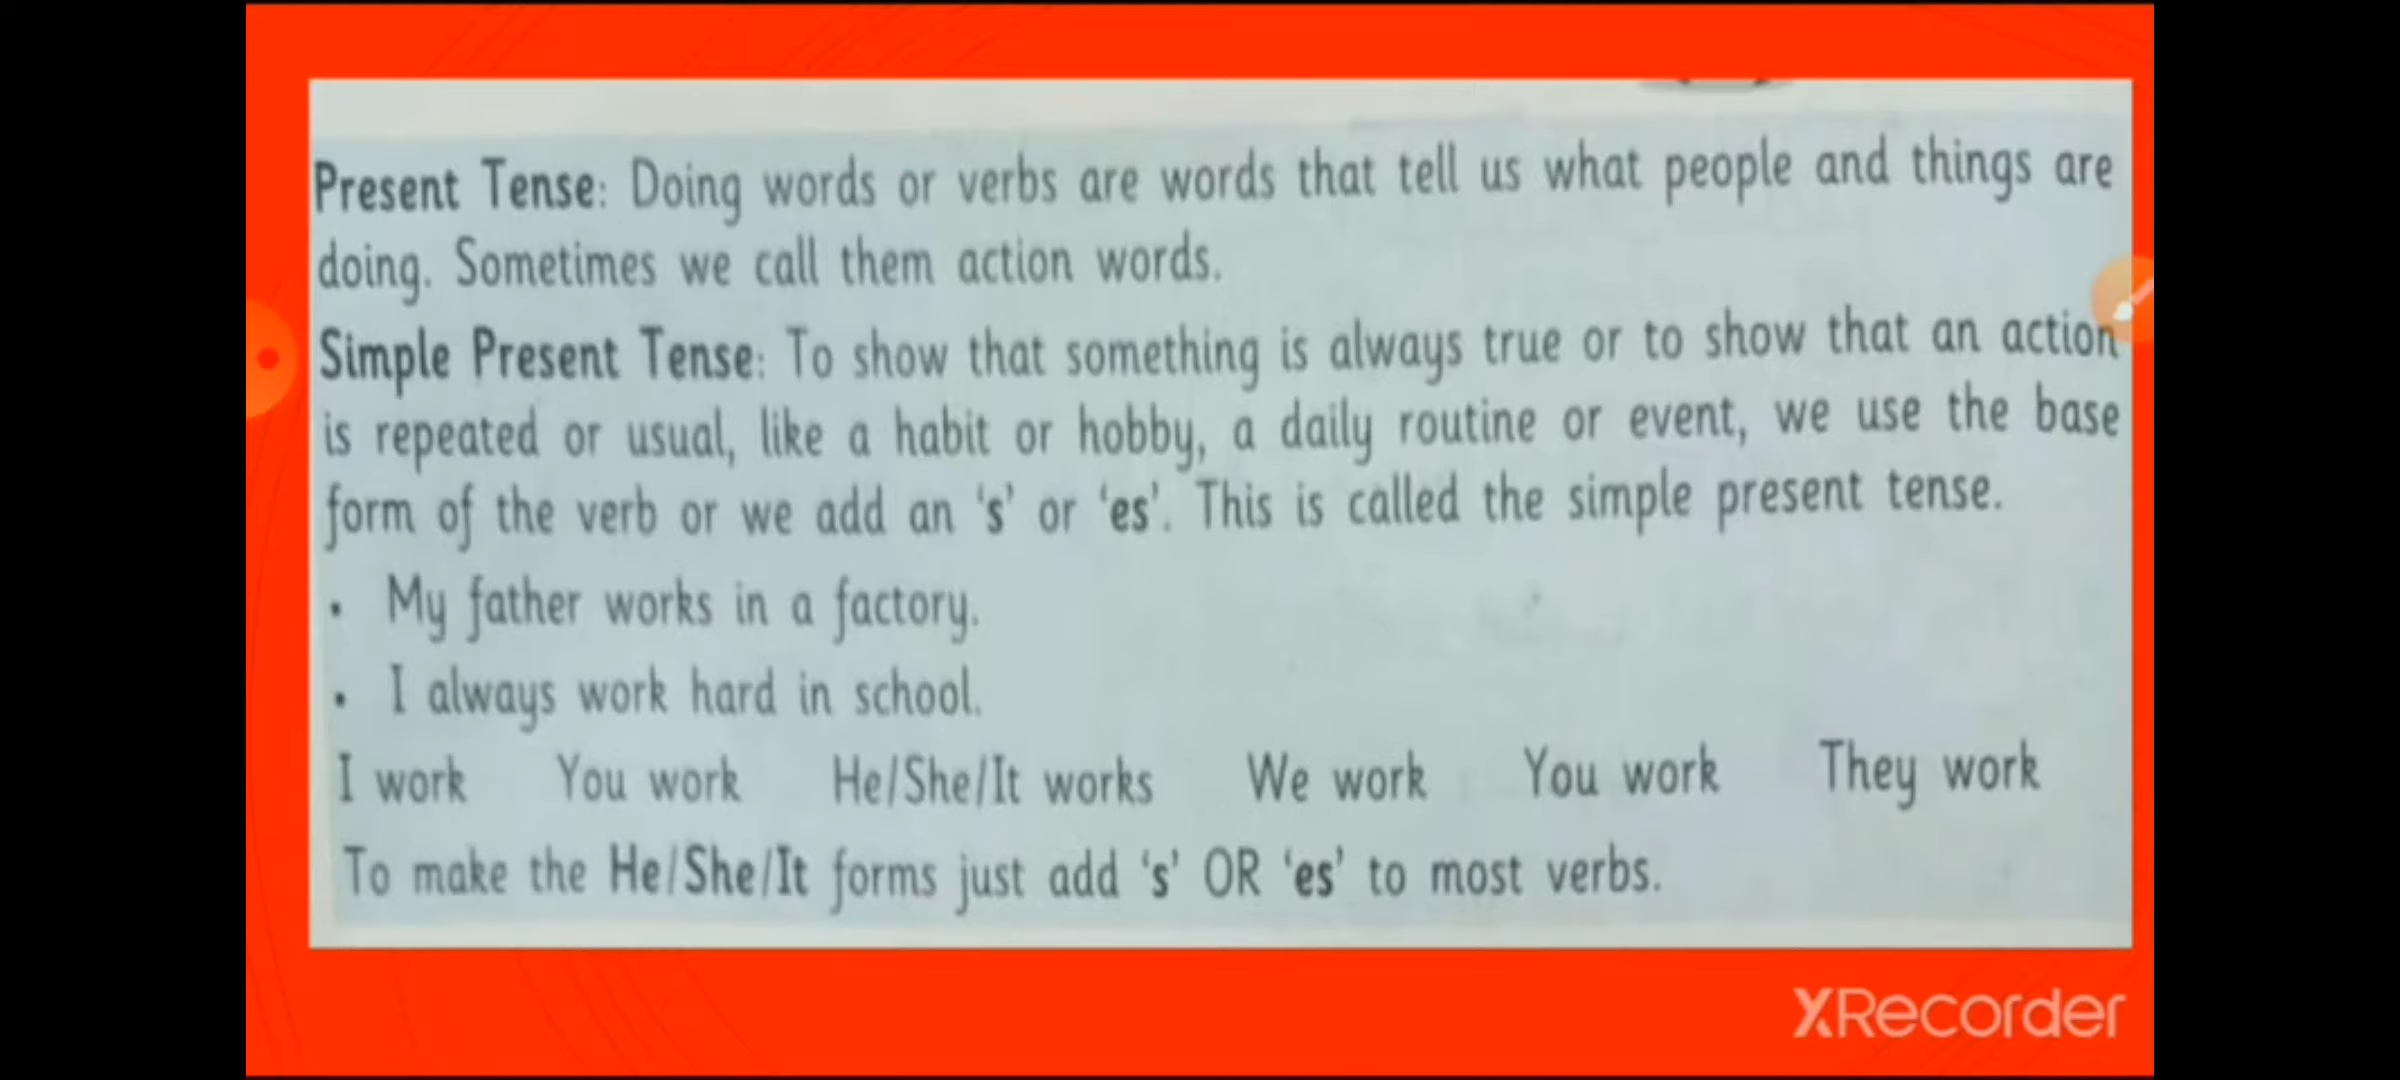 Present Tense: Doing words or verbs are words that tell us what people and things are
doing. Sometimes we call them action words.
Simple Present Tense: To show that something is always true or to show that an action
is repeated or usual, like a habit or hobby, a daily routine or event, we use the base
form of the verb or we add an ‘s’ or ‘es’. This is called the simple present tense.
• My father works in a factory.
• I always work hard in school.
I work You work He/She/It works We work You work They work
To make the He/She/It forms just add ‘s’ OR ‘es’ to most verbs.
XRecorder